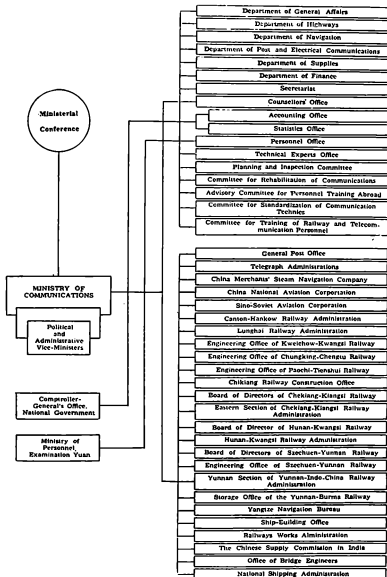 Ministerial
Conference
MINISTRY OF
COMMUNICATIONS
Political
and
Administrative
Vice-Ministers
Comptroller-
General's Office,
National Government
Ministry of
Personnel,
Examination Yuan
Department of General Affairs
Department of Highways
Department of Navigation
Department of Post and Electrical Communications
Department of Supplies
Department of Finance
Secretariat
Counsellors' Office
Accounting Office
Statistics Office
Personnel Office
Technical Experts Office
Planning and Inspection Committee
Committee for Rehabilitation of Communications
Advisory Committee for Personnel Training Abroad
Committee for Standardization of Communication
Technics
Committee for Training of Railway and Telecom-
munication Personnel
General Post Office
Telegraph Administrations
China Merchants' Steam Navigation Company
China National Aviation Corporation
Sino-Soviet Aviation Corporation
Canton-Hankow Railway Administration
Lunghai Railway Administration
Engineering Office of Kweichow-Kwangsi Railway
Engineering Office of Chungking-Chengtu Railway
Engineering Office of Paochi-Tienshui Railway
Chikiang Railway Construction Office
Board of Directors of Chekiang-Kiangsi Railway
Eastern Section of Chekiang-Kiangsi Railway
Administration
Board of Director of Hunan-Kwangsi Railway
Hunan-Kwangsi Railway Administration
Board of Directors of Szechuen-Yunnan Railway
Engineering Office of Szechuen-Yunnan Railway
Yunnan Section of Yunnan-Indo-China Railway
Administration
Storage Office of the Yunnan-Burma Railway
Yangtze Navigation Bureau
Ship-Building Office
Railways Works Administration
The Chinese Supply Commission in India
Office of Bridge Engineers
National Shipping Administration